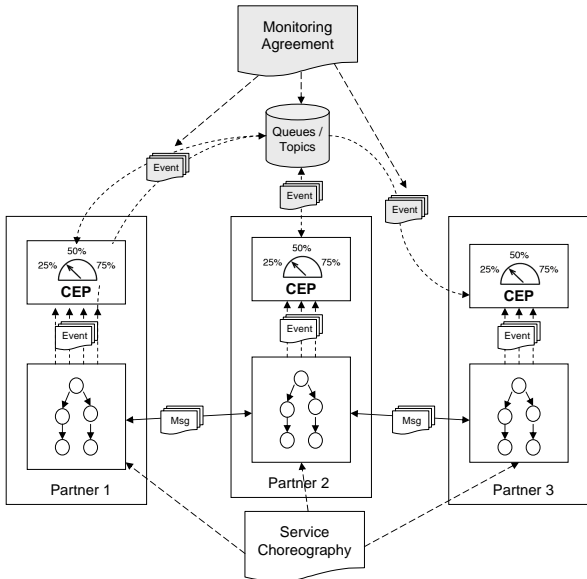 Monitoring
Agreement
Queues /
Topics
Event
Event
Event
50%
25%
75%
CEP
50%
25%
75%
CEP
50%
25%
75%
CEP
Event
Event
Event
Msg
Msg
Partner 1
Partner 2
Partner 3
Service
Choreography